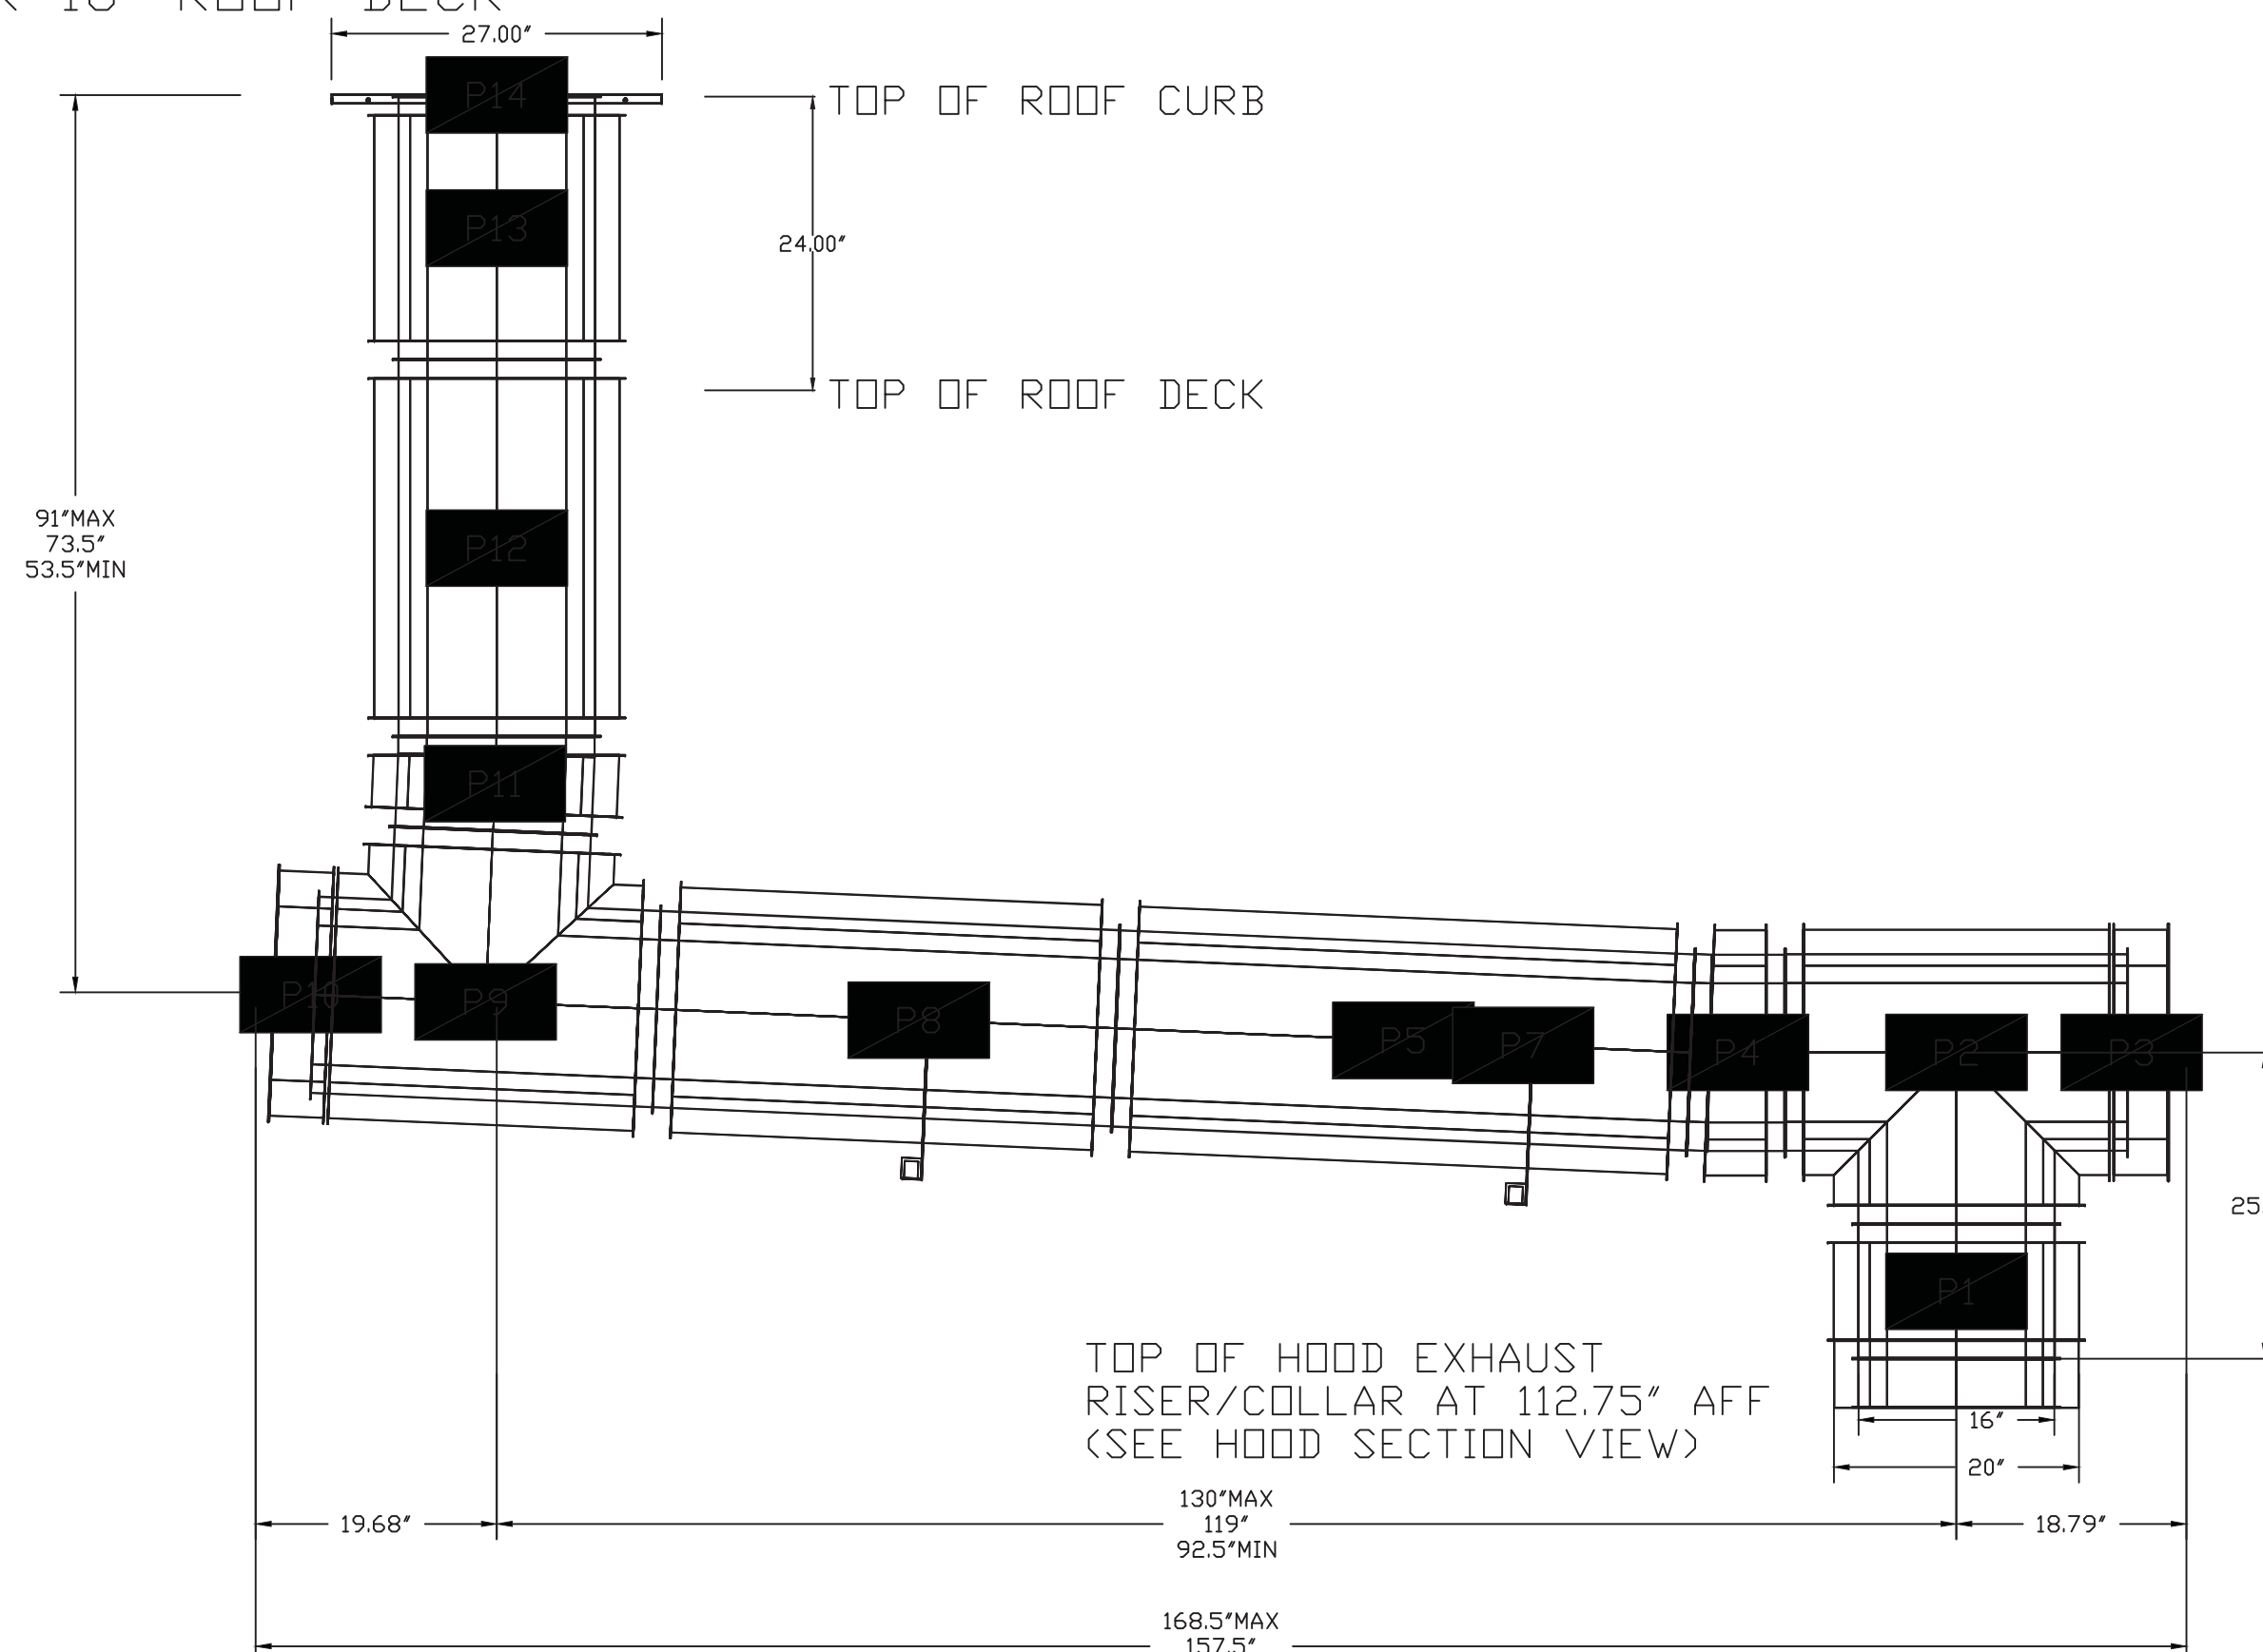 ROOF DECK
27.00"
P14
TOP OF ROOF CURB
P13
24.00"
TOP OF ROOF DECK
91"MAX
73.5"
53.5"MIN
P12
P11
P10
P9
P8
P5
P7
P4
P2
P3
25.
P1
TOP OF HOOD EXHAUST
RISER/COLLAR AT 112.75" AFF
(SEE HOOD SECTION VIEW)
16"
20"
130"MAX
119"
92.5"MIN
19.68"
18.79"
168.5"MAX
157.5"